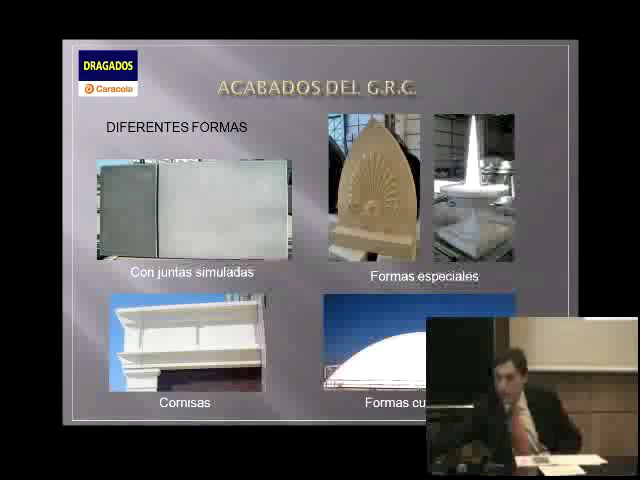 DRAGADOS
Caracola
ACABADOS DEL G.R.C.
DIFERENTES FORMAS
Con juntas simuladas
Formas especiales
Cornisas
Formas cu